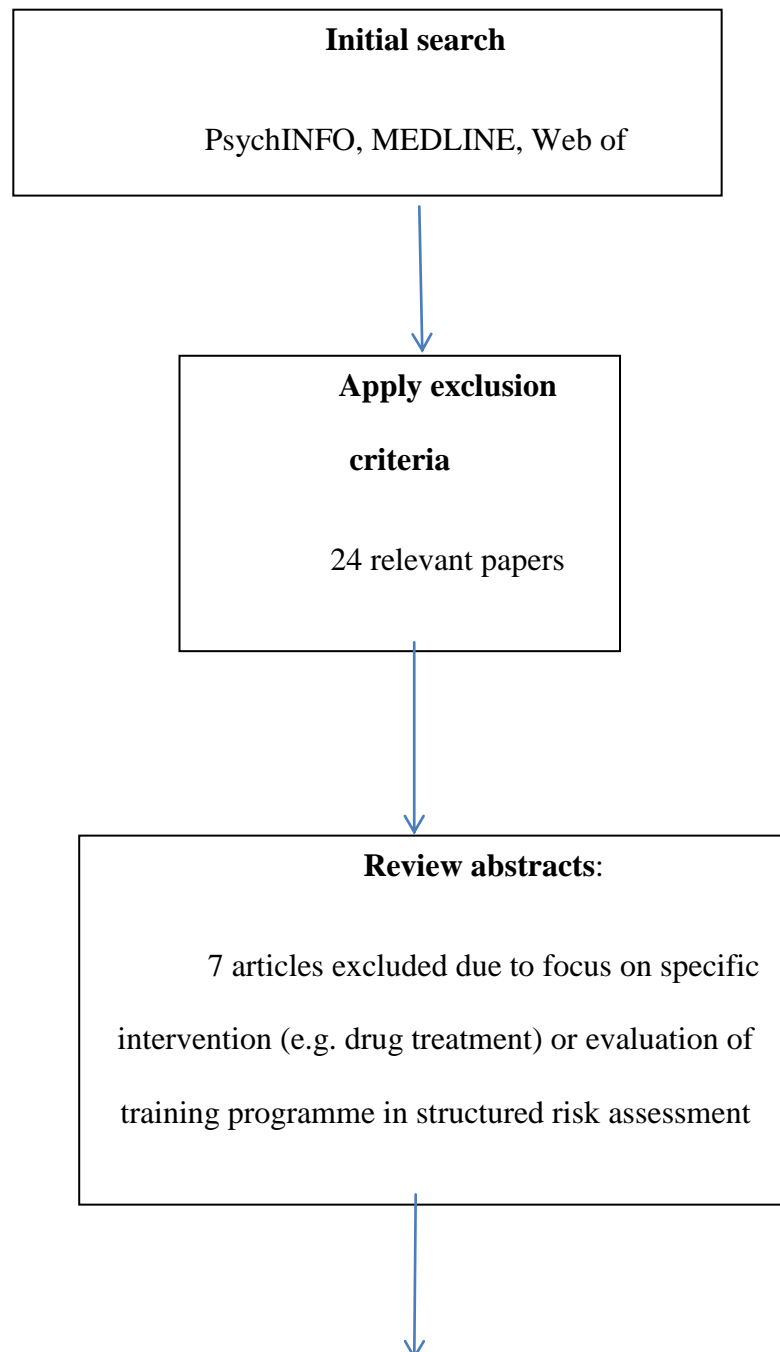 Initial search
PsychINFO, MEDLINE, Web of
Apply exclusion
criteria
24 relevant papers
Review abstracts:
7 articles excluded due to focus on specific
intervention (e.g. drug treatment) or evaluation of
training programme in structured risk assessment